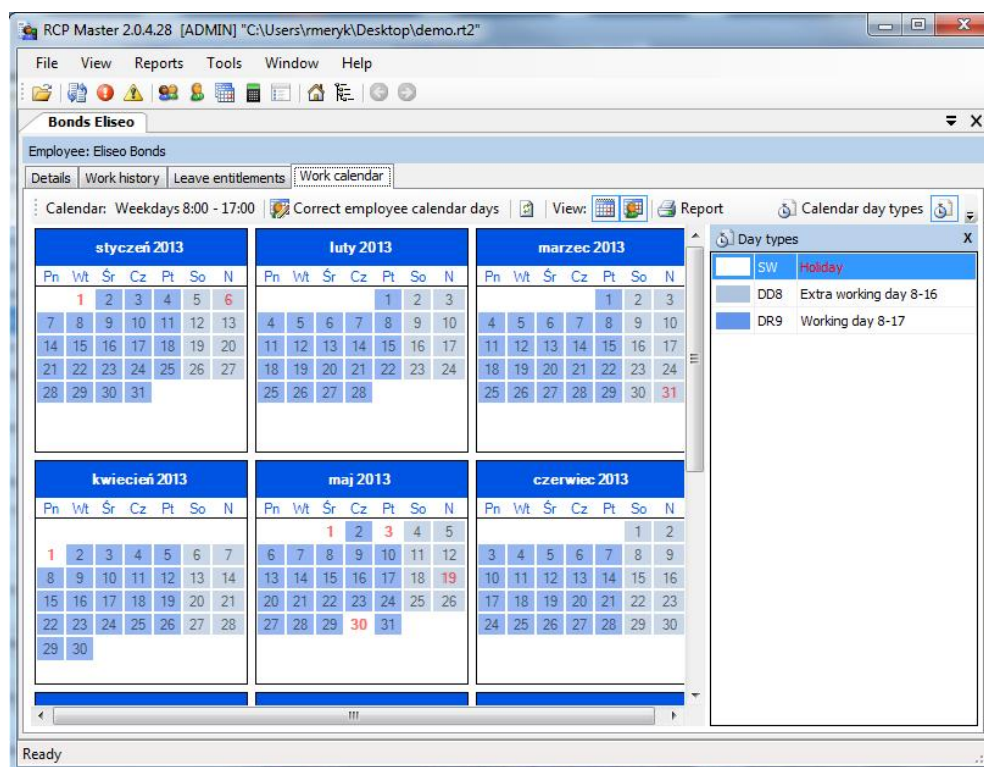 RCP Master 2.0.4.28 [ADMIN] "C:\Users\rmeryk\Desktop\demo.rt2"
File View Reports Tools Window Help
Bonds Eliseo
Employee: Eliseo Bonds
Details Work history Leave entitlements Work calendar
Calendar: Weekdays 8:00 - 17:00 Correct employee calendar days View: Report Calendar day types
styczeń 2013 luty 2013 marzec 2013 Day types X
Pn Wt Śr Cz Pt So N Pn Wt Śr Cz Pt So N Pn Wt Śr Cz Pt So N SW Holiday
1 2 3 4 5 6 1 2 3 1 2 3 DD8 Extra working day 8-16
7 8 9 10 11 12 13 4 5 6 7 8 9 10 4 5 6 7 8 9 10 DR9 Working day 8-17
14 15 16 17 18 19 20 11 12 13 14 15 16 17 11 12 13 14 15 16 17
21 22 23 24 25 26 27 18 19 20 21 22 23 24 18 19 20 21 22 23 24
28 29 30 31 25 26 27 28 25 26 27 28 29 30 31
kwiecień 2013 maj 2013 czerwiec 2013
Pn Wt Śr Cz Pt So N Pn Wt Śr Cz Pt So N Pn Wt Śr Cz Pt So N
1 2 3 4 5 1 2
1 2 3 4 5 6 7 6 7 8 9 10 11 12 3 4 5 6 7 8 9
8 9 10 11 12 13 14 13 14 15 16 17 18 19 10 11 12 13 14 15 16
15 16 17 18 19 20 21 20 21 22 23 24 25 26 17 18 19 20 21 22 23
22 23 24 25 26 27 28 27 28 29 30 31 24 25 26 27 28 29 30
29 30
Ready